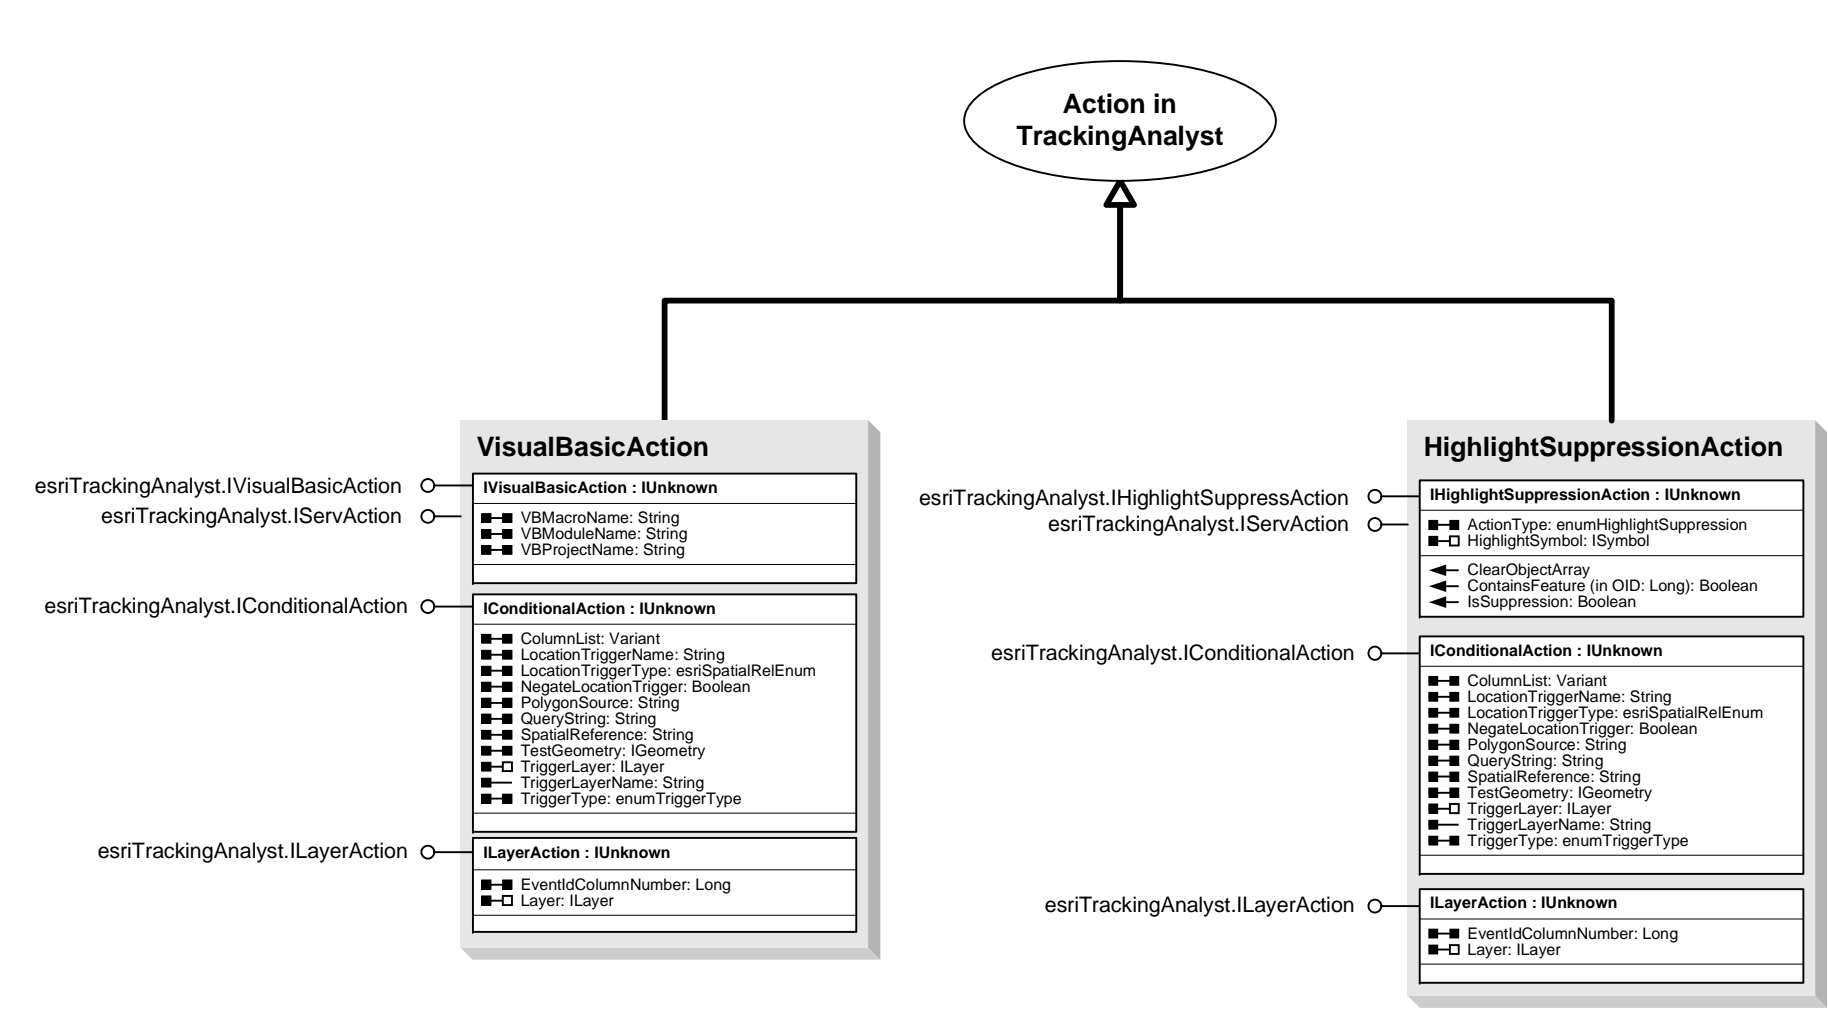 Action in
TrackingAnalyst
VisualBasicAction
esriTrackingAnalyst.IVisualBasicAction
esriTrackingAnalyst.IServAction
IVisualBasicAction : IUnknown
VBMacroName: String
VBModuleName: String
VBProjectName: String
esriTrackingAnalyst.IConditionalAction
IConditionalAction : IUnknown
ColumnList: Variant
LocationTriggerName: String
LocationTriggerType: esriSpatialRelEnum
NegateLocationTrigger: Boolean
PolygonSource: String
QueryString: String
SpatialReference: String
TestGeometry: IGeometry
TriggerLayer: ILayer
TriggerLayerName: String
TriggerType: enumTriggerType
esriTrackingAnalyst.ILayerAction
ILayerAction : IUnknown
EventIdColumnNumber: Long
Layer: ILayer
HighlightSuppressionAction
esriTrackingAnalyst.IHighlightSuppressAction
esriTrackingAnalyst.IServAction
IHighlightSuppressionAction : IUnknown
ActionType: enumHighlightSuppression
HighlightSymbol: ISymbol
ClearObjectArray
ContainsFeature (in OID: Long): Boolean
IsSuppression: Boolean
esriTrackingAnalyst.IConditionalAction
IConditionalAction : IUnknown
ColumnList: Variant
LocationTriggerName: String
LocationTriggerType: esriSpatialRelEnum
NegateLocationTrigger: Boolean
PolygonSource: String
QueryString: String
SpatialReference: String
TestGeometry: IGeometry
TriggerLayer: ILayer
TriggerLayerName: String
TriggerType: enumTriggerType
esriTrackingAnalyst.ILayerAction
ILayerAction : IUnknown
EventIdColumnNumber: Long
Layer: ILayer